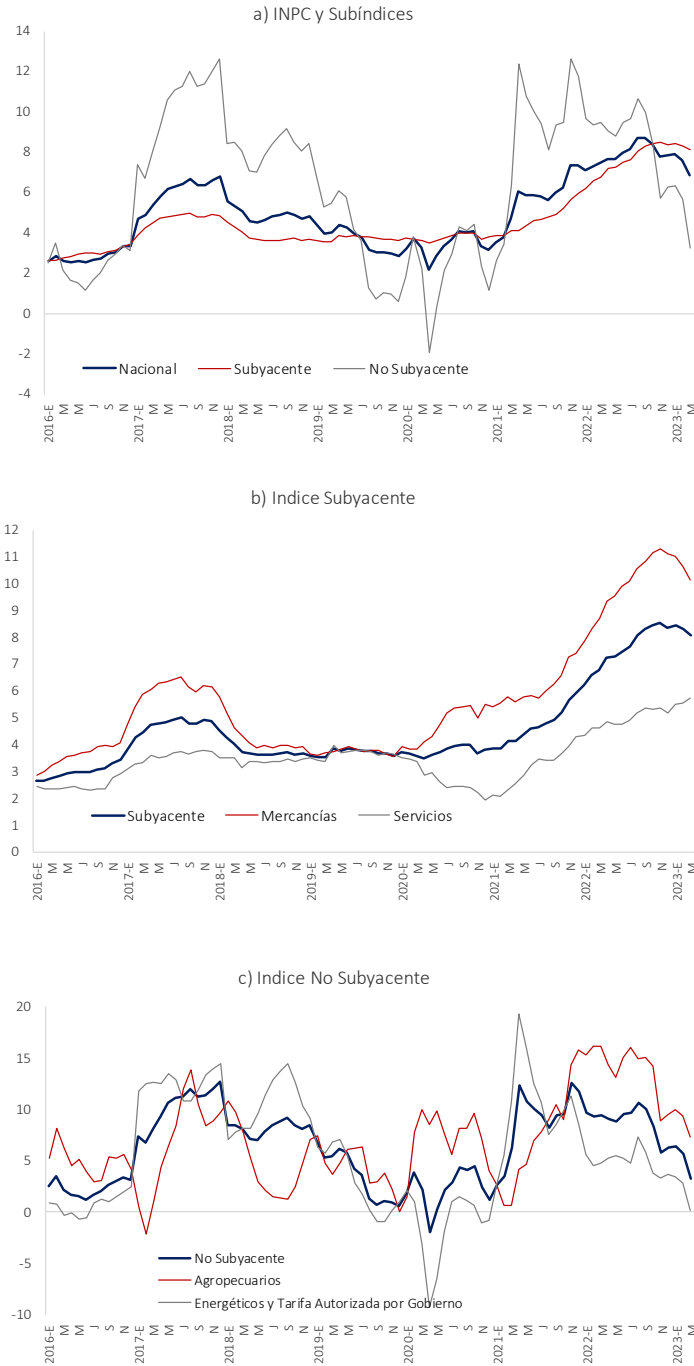 a) INPC y Subíndices
14
12
10
8
6
4
2
0
-2
-4
Nacional Subyacente No Subyacente
2016-E M M J S N 2017-E M M J S N 2018-E M M J S N 2019-E M M J S N 2020-E M M J S N 2021-E M M J S N 2022-E M M J S N 2023-E M
b) Indice Subyacente
12
11
10
9
8
7
6
5
4
3
2
1
0
Subyacente Mercancías Servicios
2016-E M M J S N 2017-E M M J S N 2018-E M M J S N 2019-E M M J S N 2020-E M M J S N 2021-E M M J S N 2022-E M M J S N 2023-E M
c) Indice No Subyacente
20
15
10
5
0
-5
-10
No Subyacente
Agropecuarios
Energéticos y Tarifa Autorizada por Gobierno
2016-E M M J S N 2017-E M M J S N 2018-E M M J S N 2019-E M M J S N 2020-E M M J S N 2021-E M M J S N 2022-E M M J S N 2023-E M